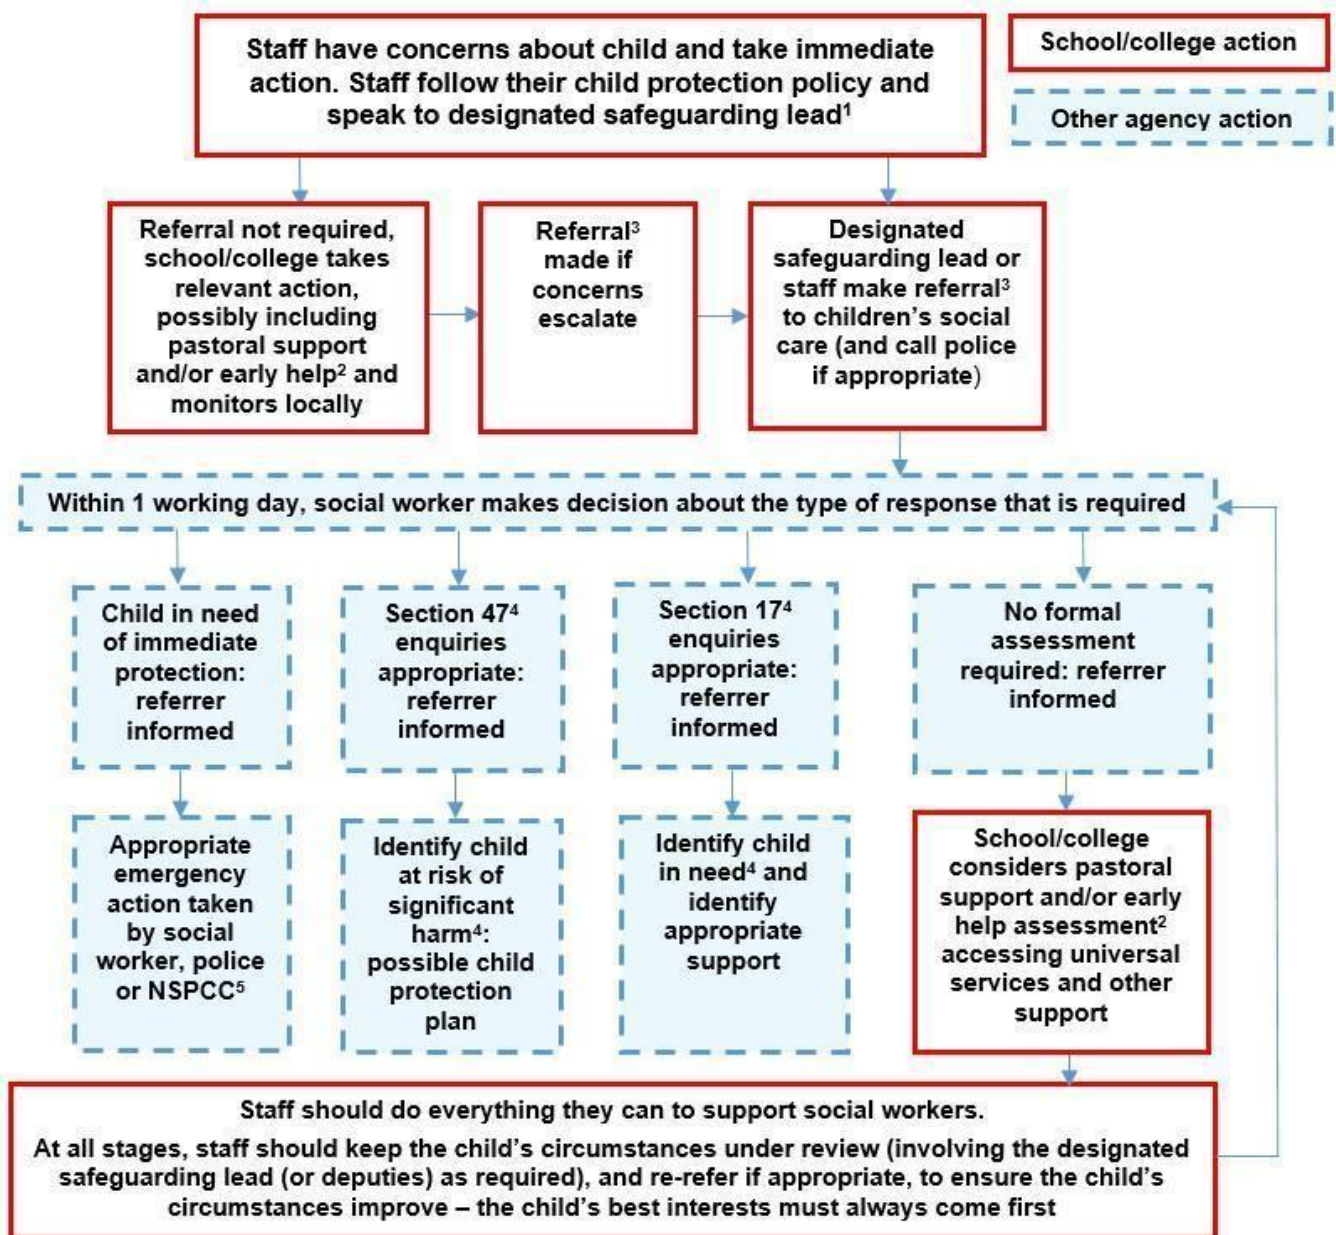 Staff have concerns about child and take immediate
action. Staff follow their child protection policy and
speak to designated safeguarding lead¹
School/college action
Other agency action
Referral not required,
school/college takes
relevant action,
possibly including
pastoral support
and/or early help² and
monitors locally
Referral³
made if
concerns
escalate
Designated
safeguarding lead or
staff make referral³
to children’s social
care (and call police
if appropriate)
Within 1 working day, social worker makes decision about the type of response that is required
Child in need
of immediate
protection:
referrer
informed
Section 47⁴
enquiries
appropriate:
referrer
informed
Section 17⁴
enquiries
appropriate:
referrer
informed
No formal
assessment
required: referrer
informed
Appropriate
emergency
action taken
by social
worker, police
or NSPCC⁵
Identify child
at risk of
significant
harm⁴:
possible child
protection
plan
Identify child
in need⁴ and
identify
appropriate
support
School/college
considers pastoral
support and/or early
help assessment²
accessing universal
services and other
support
Staff should do everything they can to support social workers.
At all stages, staff should keep the child’s circumstances under review (involving the designated
safeguarding lead (or deputies) as required), and re-refer if appropriate, to ensure the child’s
circumstances improve – the child’s best interests must always come first